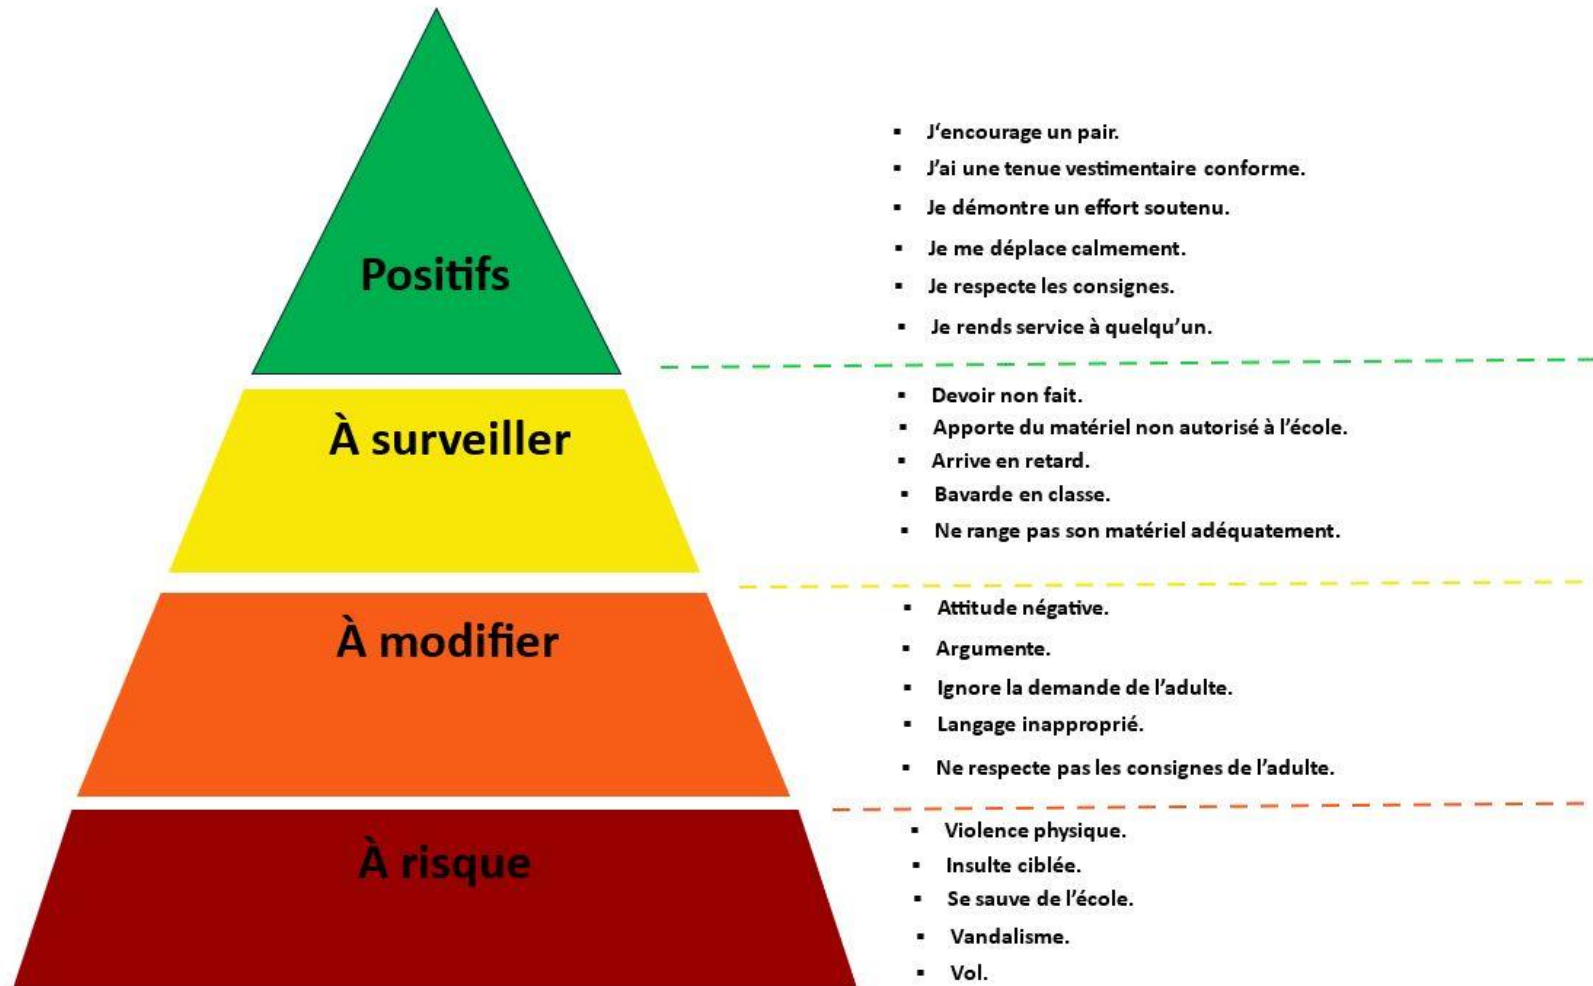 Positifs
▪ J‘encourage un pair.
▪ J’ai une tenue vestimentaire conforme.
▪ Je démontre un effort soutenu.
▪ Je me déplace calmement.
▪ Je respecte les consignes.
▪ Je rends service à quelqu’un.
À surveiller
▪ Devoir non fait.
▪ Apporte du matériel non autorisé à l’école.
▪ Arrive en retard.
▪ Bavarde en classe.
▪ Ne range pas son matériel adéquatement.
À modifier
▪ Attitude négative.
▪ Argumente.
▪ Ignore la demande de l’adulte.
▪ Langage inapproprié.
▪ Ne respecte pas les consignes de l’adulte.
À risque
▪ Violence physique.
▪ Insulte ciblée.
▪ Se sauve de l’école.
▪ Vandalisme.
▪ Vol.